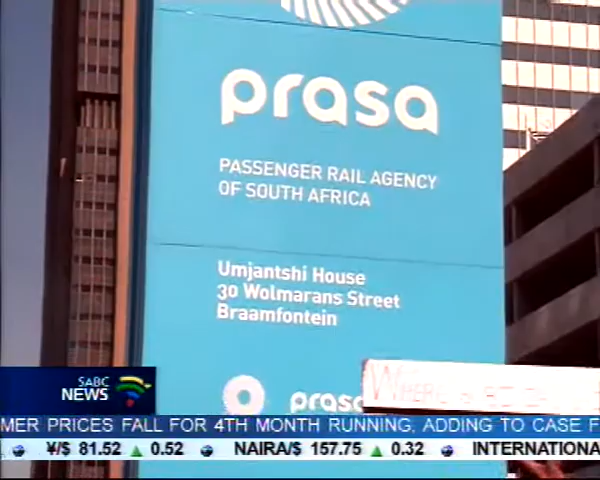 prasa
PASSENGER RAIL AGENCY
OF SOUTH AFRICA
Umjantshi House
30 Wolmarans Street
Braamfontein
prasa
WHERE
SABC
NEWS
MER PRICES FALL FOR 4TH MONTH RUNNING, ADDING TO CASE F
¥/$ 81.52 ▲ 0.52 NAIRA/$ 157.75 ▲ 0.32 INTERNATIONA